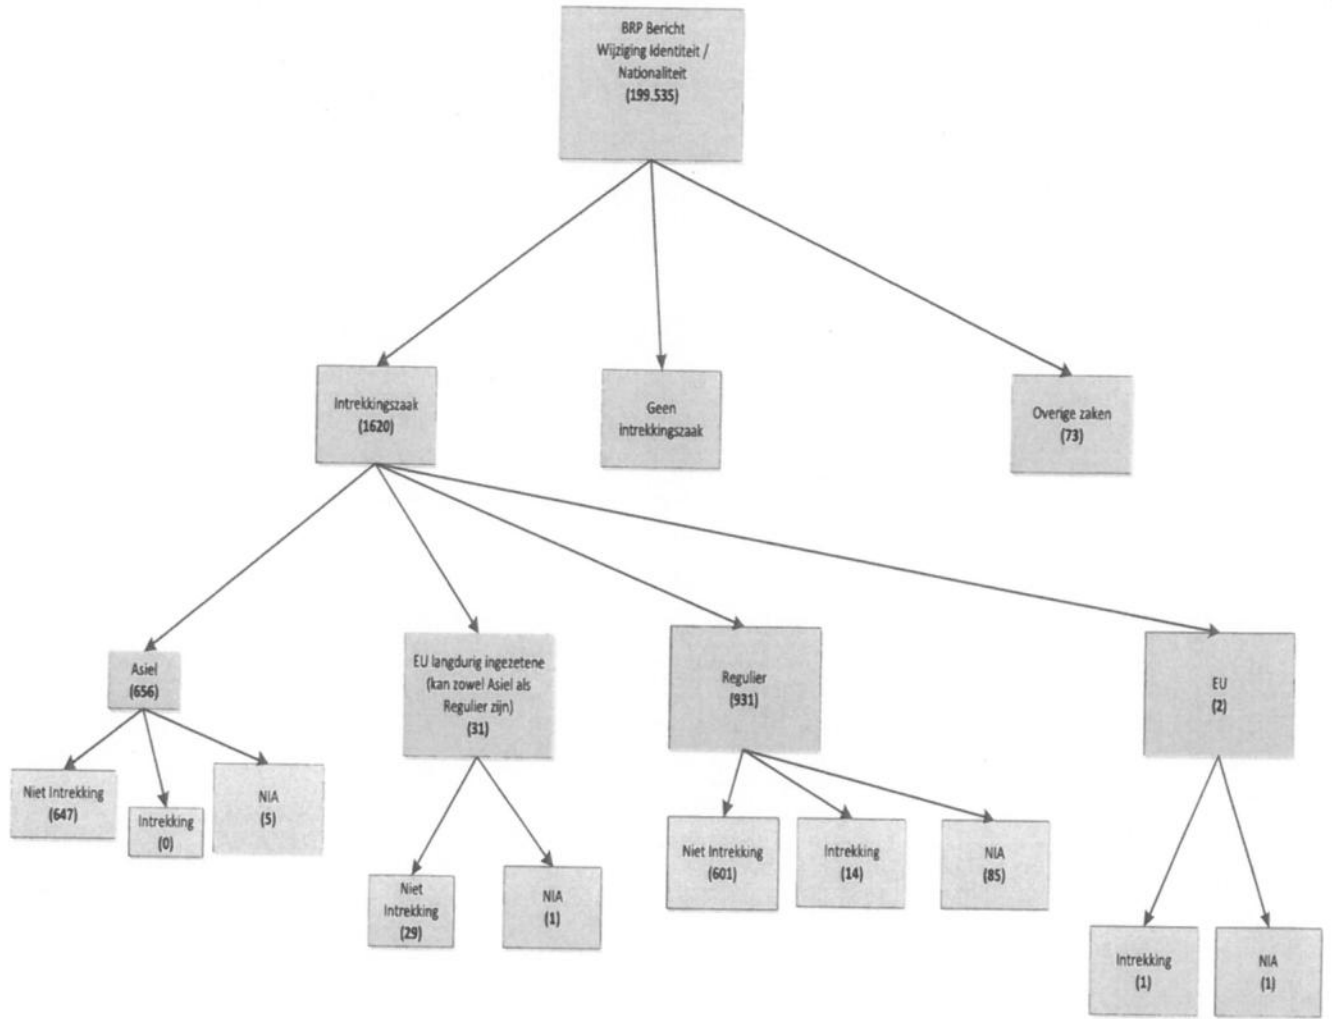 BRP Bericht
Wijziging Identiteit /
Nationaliteit
(199.535)
Intrekkingszaak
(1620)
Geen
intrekkingszaak
Overige zaken
(73)
Asiel
(656)
EU langdurig ingezetene
(kan zowel Asiel als
Regulier zijn)
(31)
Regulier
(931)
EU
(2)
Niet Intrekking
(647)
Intrekking
(0)
NIA
(5)
Niet
Intrekking
(29)
NIA
(1)
Niet Intrekking
(601)
Intrekking
(14)
NIA
(85)
Intrekking
(1)
NIA
(1)